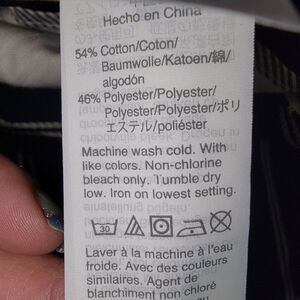 Hecho en China
54% Cotton/Coton/
Baumwolle/Katoen/綿/
algodón
46% Polyester/Polyester/
Polyester/Polyester/ポリ
エステル/poliéster
Machine wash cold. With
like colors. Non-chlorine
bleach only. Tumble dry
low. Iron on lowest setting.
30
Laver à la machine à l'eau
froide. Avec des couleurs
similaires. Agent de
blanchiment non chloré